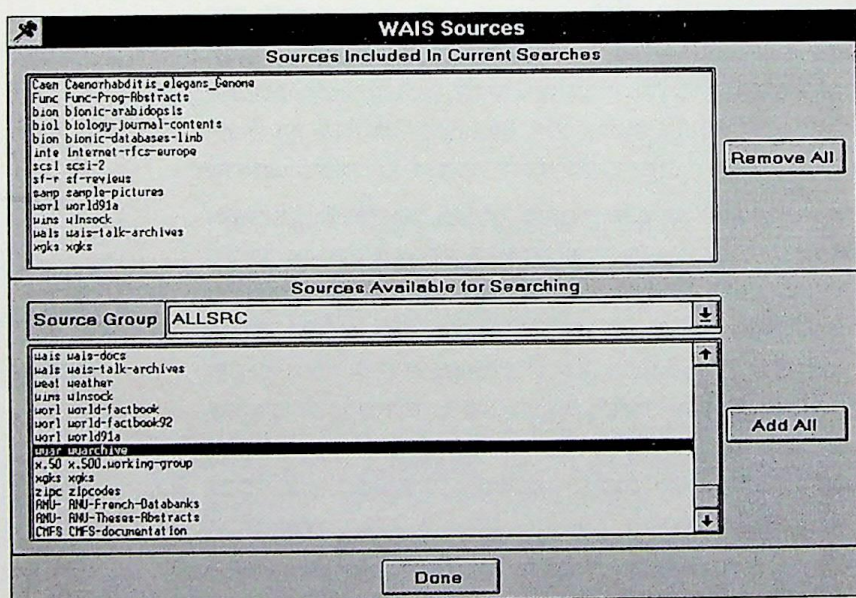 WAIS Sources
Sources Included In Current Searches
Caen Caenorhabditis_elegans_Genome
Func Func-Prog-Abstracts
bion bionic-arabidopsis
biol biology-journal-contents
bion bionic-databases-linb
inte internet-rfcs-europe
scsi scsi-2
sf-r sf-reviews
samp sample-pictures
worl world91a
wins winsock
wais wais-talk-archives
xgks xgks
Remove All
Sources Available for Searching
Source Group ALLSRC
wais wais-docs
wais wais-talk-archives
weat weather
wins winsock
worl world-factbook
worl world-factbook92
worl world91a
wuar wuarchive
x.50 x.500.working-group
xgks xgks
zipc zipcodes
ANU- ANU-French-Databanks
ANU- ANU-Theses-Abstracts
CMFS CMFS-documentation
Add All
Done